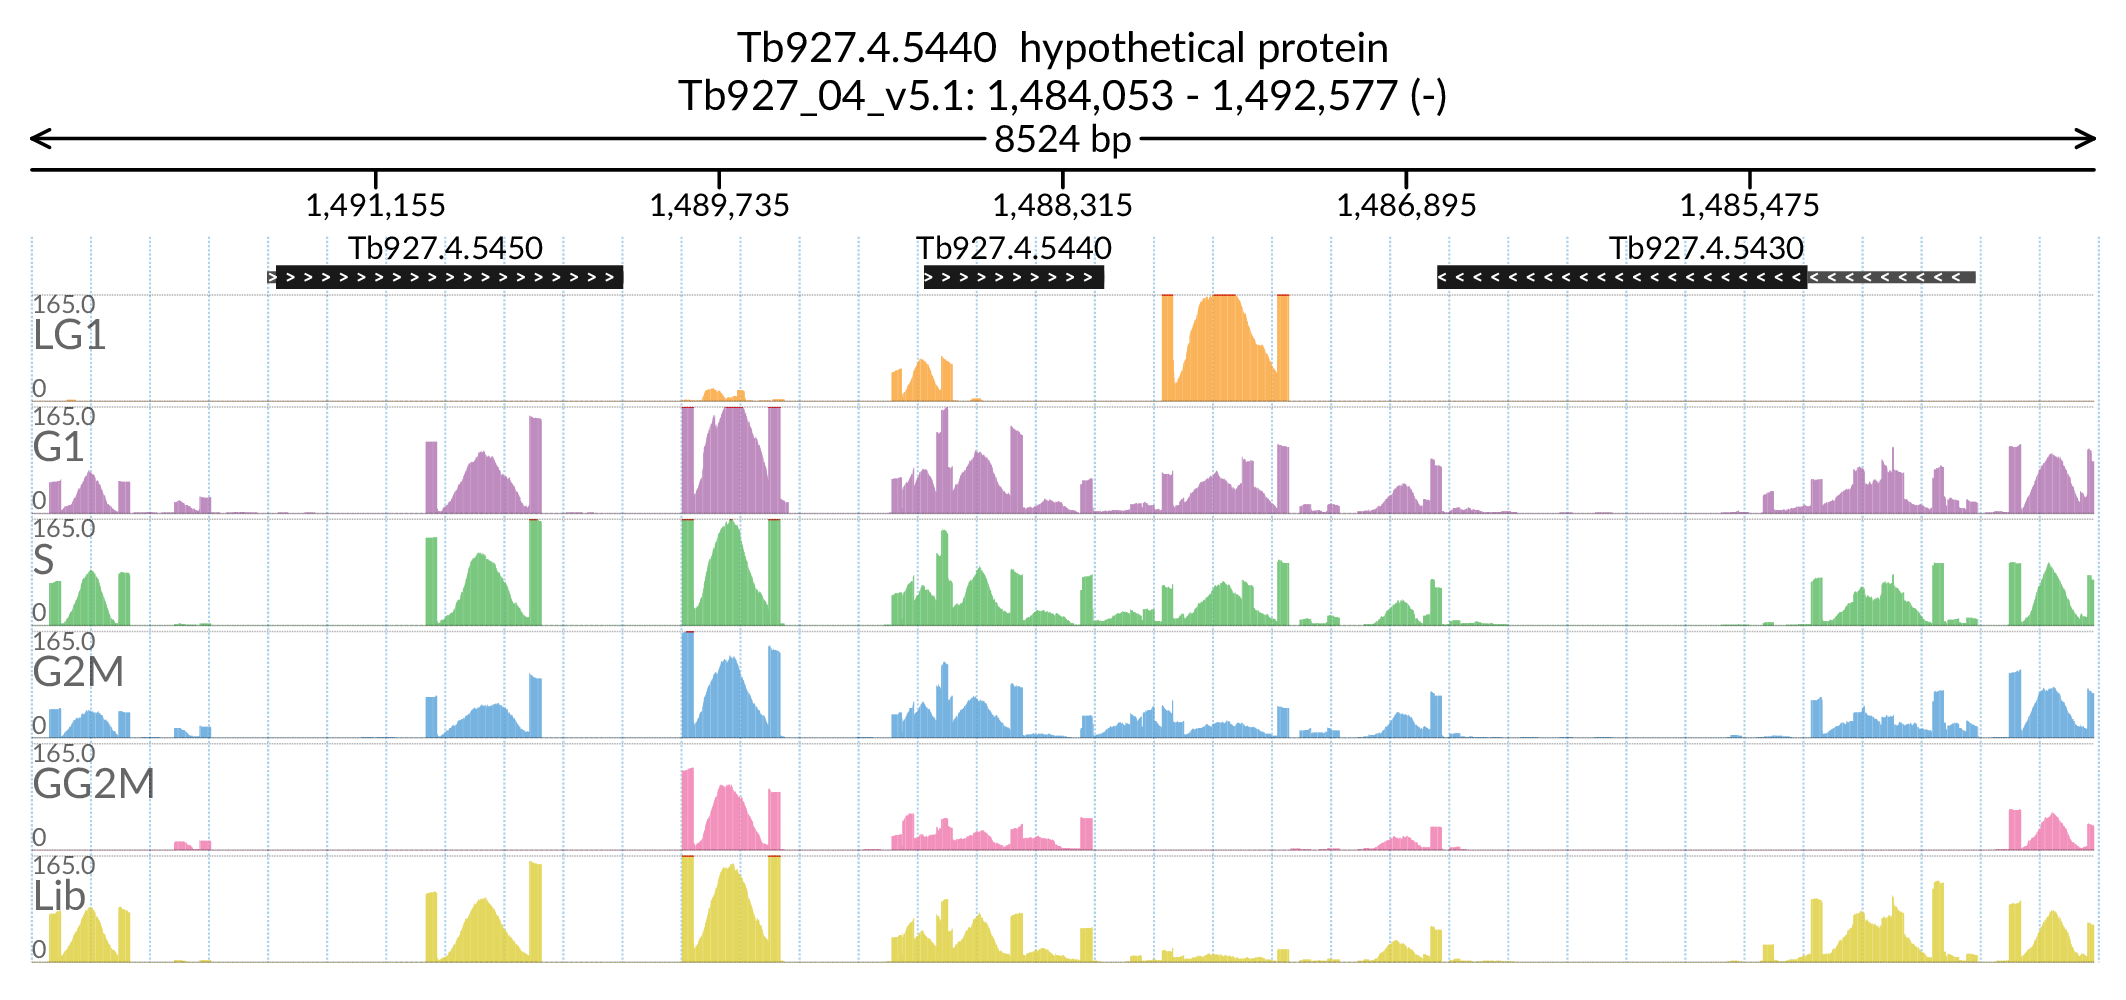 Tb927.4.5440  hypothetical protein
Tb927_04_v5.1: 1,484,053 - 1,492,577 (-)
8524 bp
1,491,155 1,489,735 1,488,315 1,486,895 1,485,475
Tb927.4.5450 Tb927.4.5440 Tb927.4.5430
165.0
LG1
0
165.0
G1
0
165.0
S
0
165.0
G2M
0
165.0
GG2M
0
165.0
Lib
0